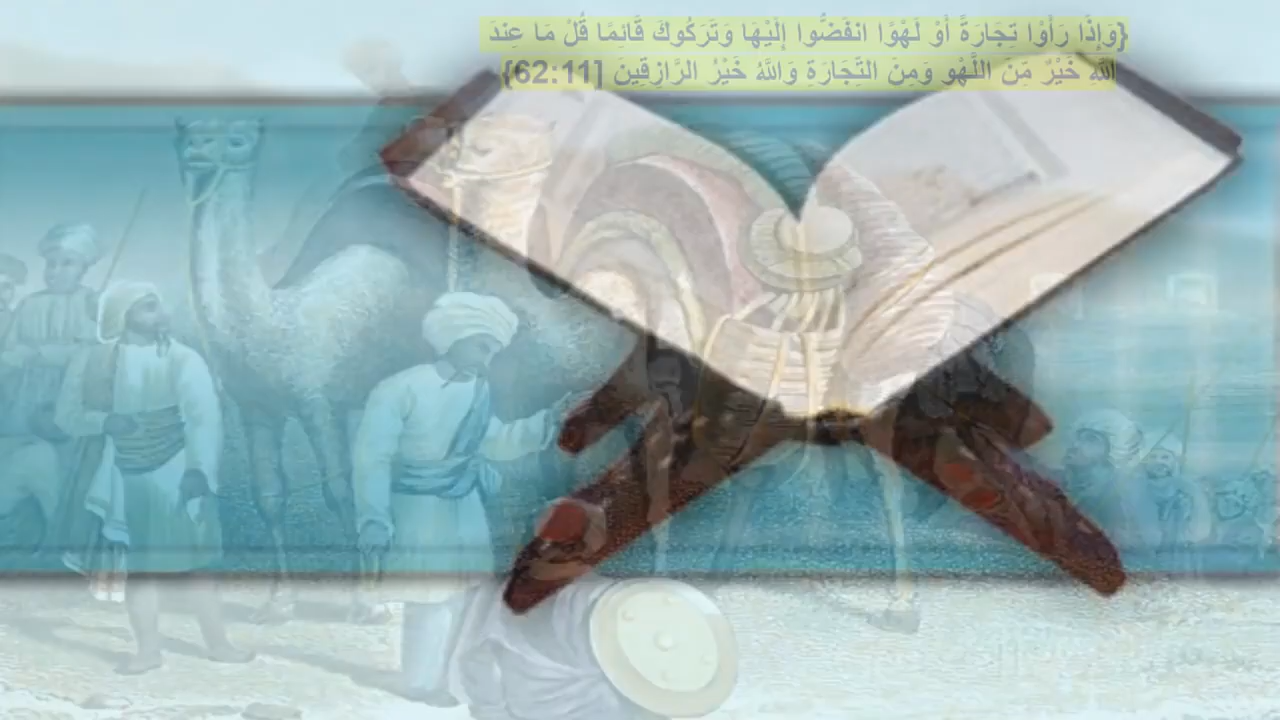 {وَإِذَا رَأَوْا تِجَارَةً أَوْ لَهْوًا انفَضُّوا إِلَيْهَا وَتَرَكُوكَ قَائِمًا قُلْ مَا عِندَ
اللَّهِ خَيْرٌ مِّنَ اللَّهْوِ وَمِنَ التِّجَارَةِ وَاللَّهُ خَيْرُ الرَّازِقِينَ [62:11}